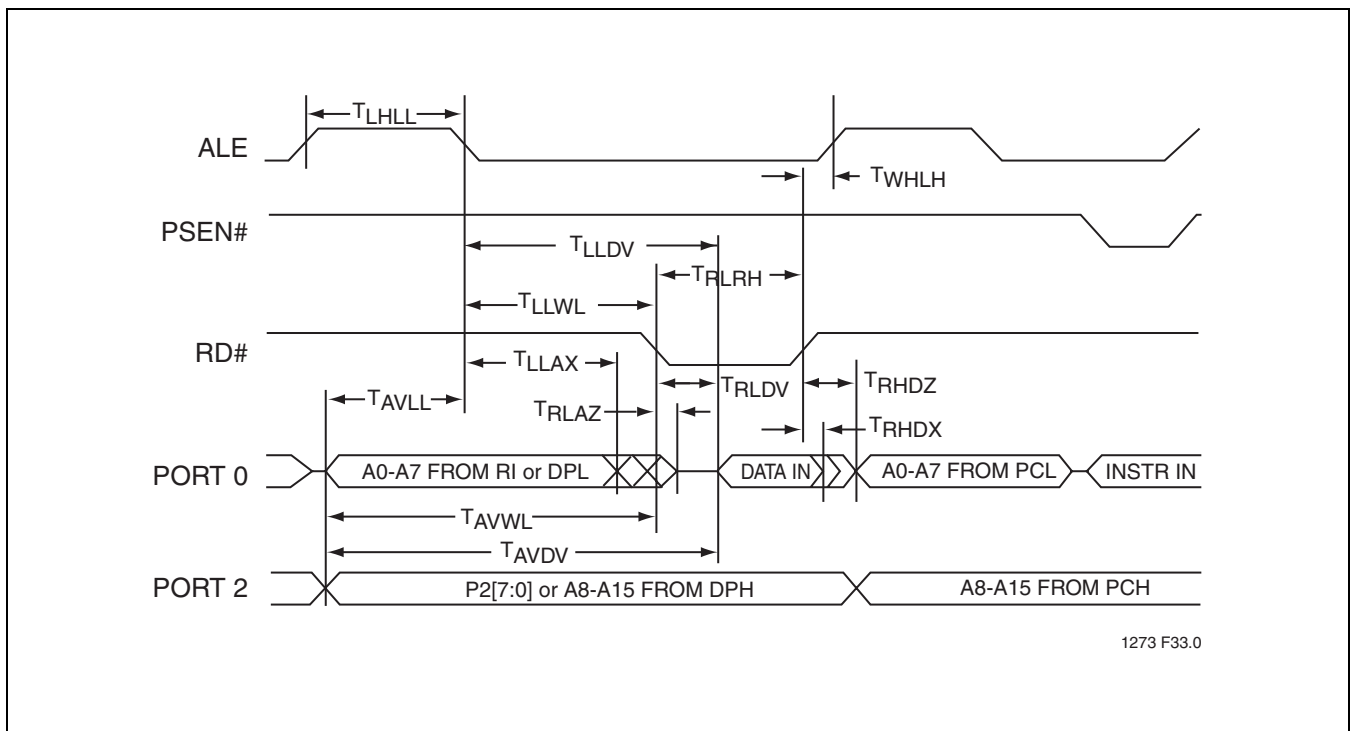 TLHLL
ALE
TWHLH
PSEN#
TLLDV
TRLRH
TLLWL
RD#
TLLAX
TRLDV
TRHDZ
TAVLL
TRLAZ
TRHDX
PORT 0
A0-A7 FROM RI or DPL
DATA IN
A0-A7 FROM PCL
INSTR IN
TAVWL
TAVDV
PORT 2
P2[7:0] or A8-A15 FROM DPH
A8-A15 FROM PCH
1273 F33.0